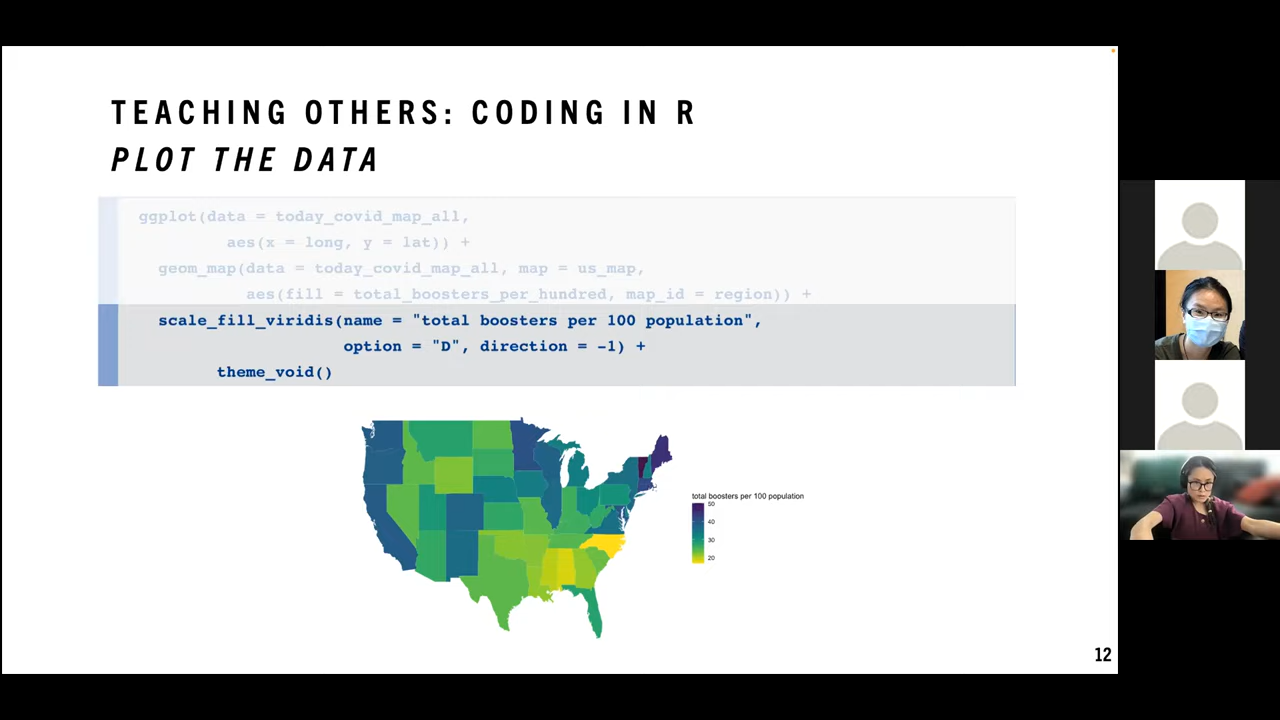 TEACHING OTHERS: CODING IN R
PLOT THE DATA
ggplot(data = today_covid_map_all,
aes(x = long, y = lat)) +
geom_map(data = today_covid_map_all, map = us_map,
aes(fill = total_boosters_per_hundred, map_id = region)) +
scale_fill_viridis(name = "total boosters per 100 population",
option = "D", direction = -1) +
theme_void()
total boosters per 100 population
50
40
30
20
12